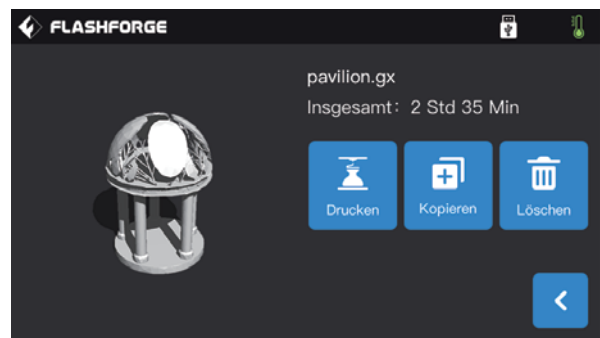 FLASHFORGE
pavilion.gx
Insgesamt: 2 Std 35 Min
Drucken
Kopieren
Löschen